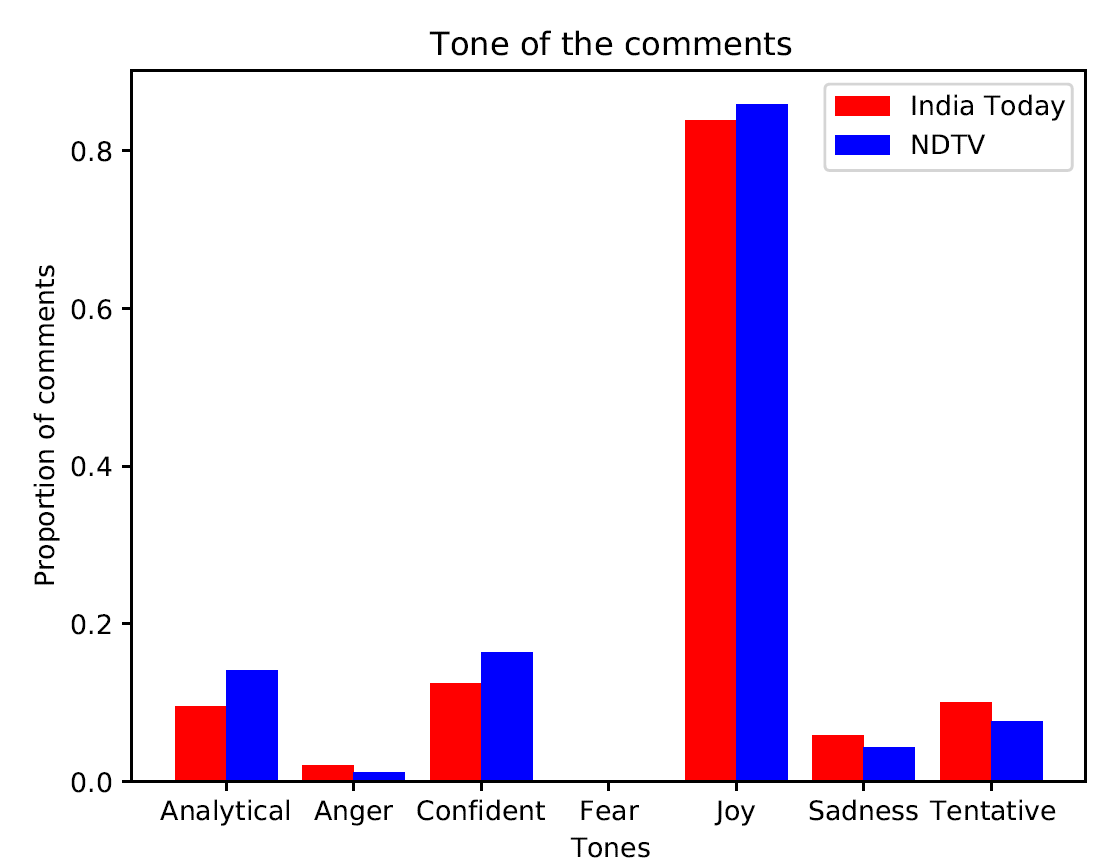 Tone of the comments
India Today
NDTV
Proportion of comments
0.8
0.6
0.4
0.2
0.0
Analytical Anger Confident Fear Joy Sadness Tentative
Tones